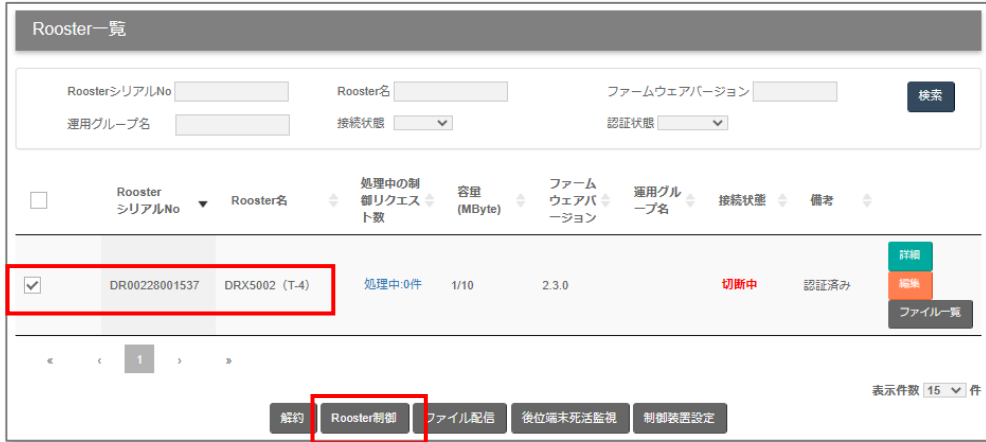 Rooster一覧
RoosterシリアルNo Rooster名 ファームウェアバージョン 検索
運用グループ名 接続状態 認証状態
Rooster
シリアルNo
Rooster名
処理中の制
御リクエス
ト数
容量
(MByte)
ファーム
ウェアバ
ージョン
運用グル
ープ名
接続状態
備考
DR00228001537 DRX5002（T-4） 処理中:0件 1/10 2.3.0 切断中 認証済み
詳細
編集
ファイル一覧
« ‹ 1 › »
表示件数 15 件
解約 Rooster制御 ファイル配信 後位端末死活監視 制御装置設定